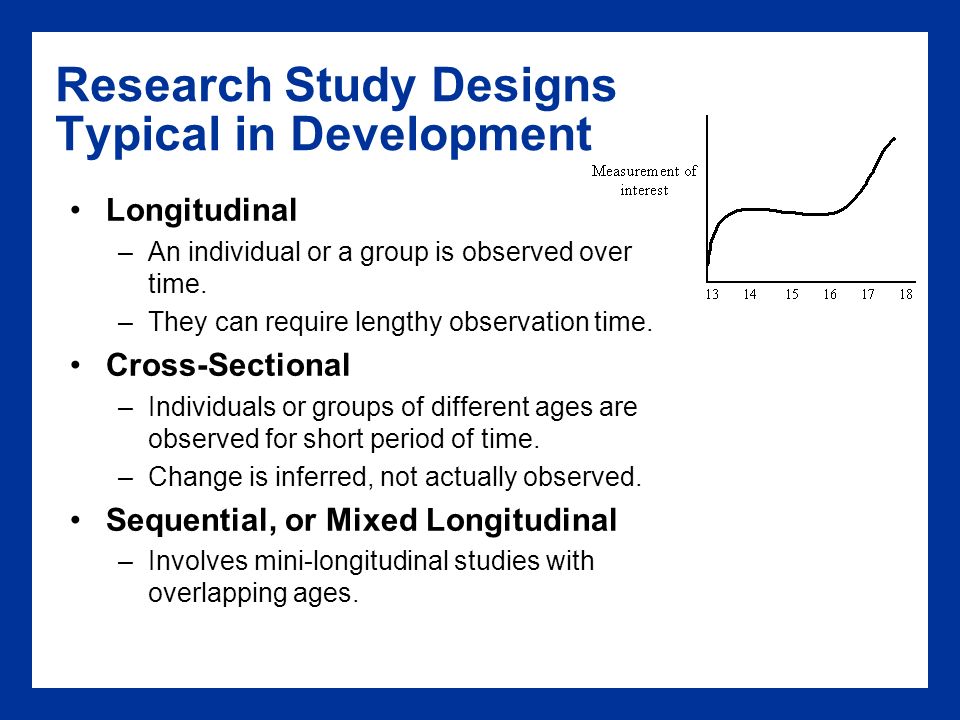 Research Study Designs
Typical in Development
Measurement of
interest
13 14 15 16 17 18
• Longitudinal
– An individual or a group is observed over
time.
– They can require lengthy observation time.
• Cross-Sectional
– Individuals or groups of different ages are
observed for short period of time.
– Change is inferred, not actually observed.
• Sequential, or Mixed Longitudinal
– Involves mini-longitudinal studies with
overlapping ages.